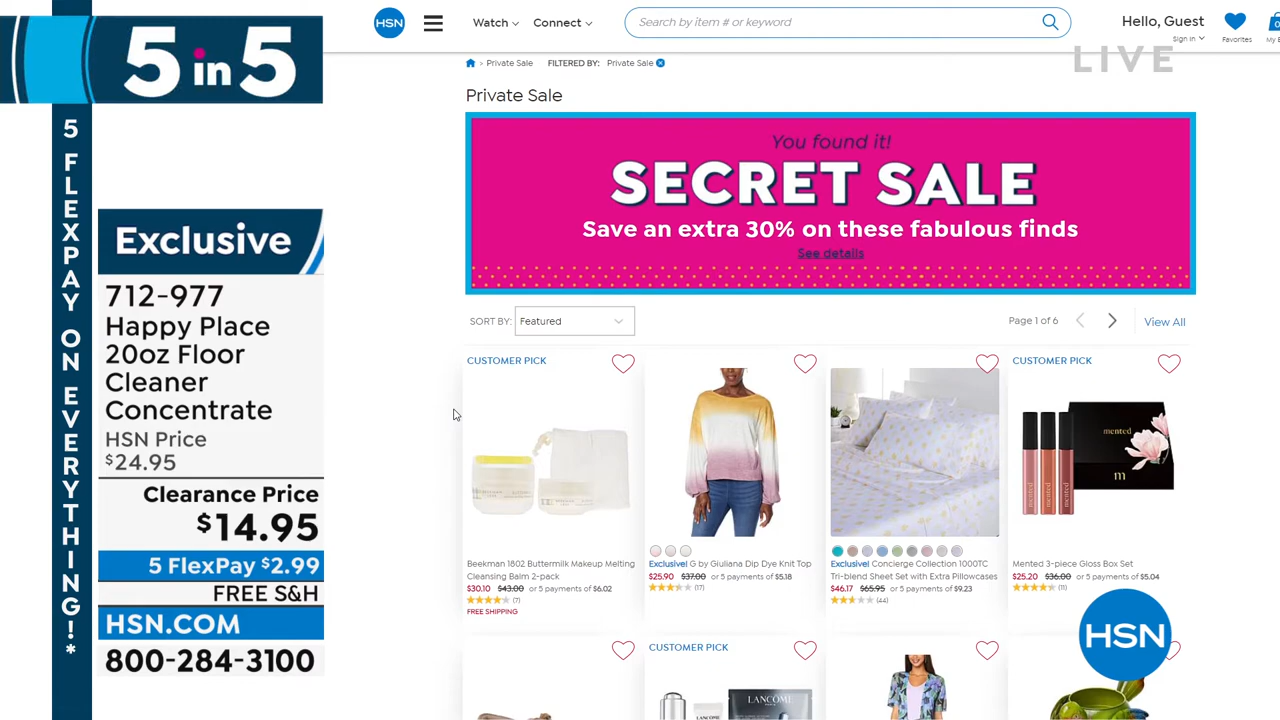 5 in 5
5 FLEXPAY ON EVERYTHING!*
Exclusive
712-977
Happy Place
20oz Floor
Cleaner
Concentrate
HSN Price
$24.95
Clearance Price
$14.95
5 FlexPay $2.99
FREE S&H
HSN.COM
800-284-3100
HSN
Watch
Connect
Search by item # or keyword
Hello, Guest
Sign In
Favorites
LIVE
> Private Sale FILTERED BY: Private Sale
Private Sale
You found it!
SECRET SALE
Save an extra 30% on these fabulous finds
See details
SORT BY: Featured
Page 1 of 6
View All
CUSTOMER PICK
Beekman 1802 Buttermilk Makeup Melting
Cleansing Balm 2-pack
$30.10 $43.00 or 5 payments of $6.02
(7)
FREE SHIPPING
Exclusive! G by Giuliana Dip Dye Knit Top
$25.90 $37.00 or 5 payments of $5.18
(17)
Exclusive! Concierge Collection 1000TC
Tri-blend Sheet Set with Extra Pillowcases
$46.17 $65.95 or 5 payments of $9.23
(44)
CUSTOMER PICK
mented
m
Mented 3-piece Gloss Box Set
$25.20 $36.00 or 5 payments of $5.04
(11)
HSN
CUSTOMER PICK
LANCOME